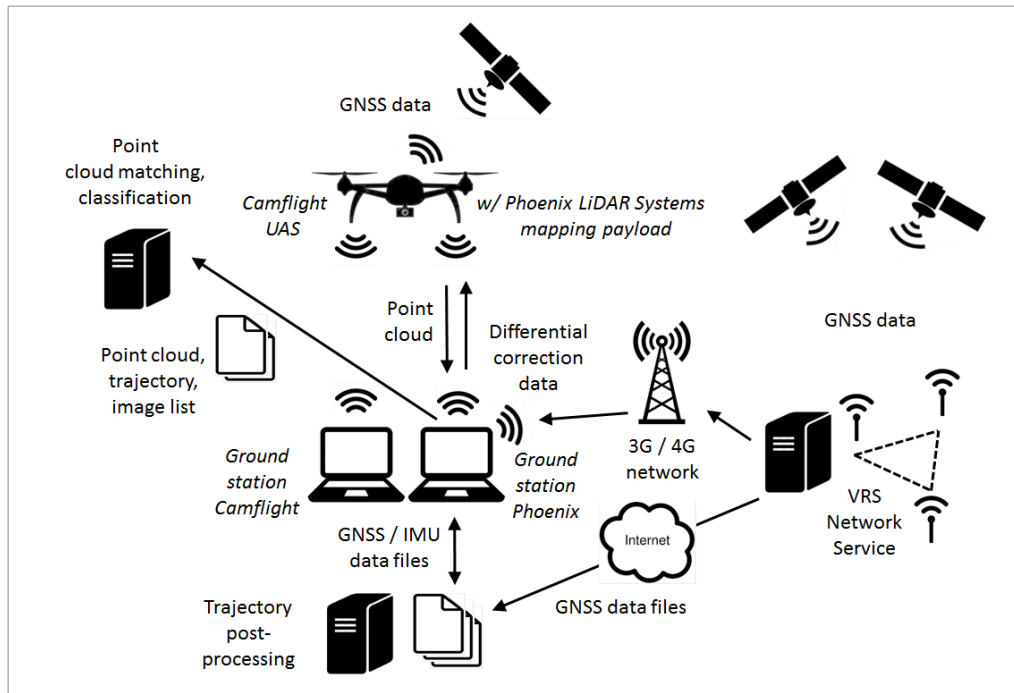 GNSS data
Point
cloud matching,
classification
Camflight
UAS
w/ Phoenix LiDAR Systems
mapping payload
GNSS data
Point
cloud
Differential
correction
data
Point cloud,
trajectory,
image list
3G / 4G
network
Ground
station
Camflight
Ground
station
Phoenix
VRS
Network
Service
Internet
GNSS / IMU
data files
GNSS data files
Trajectory
post-
processing